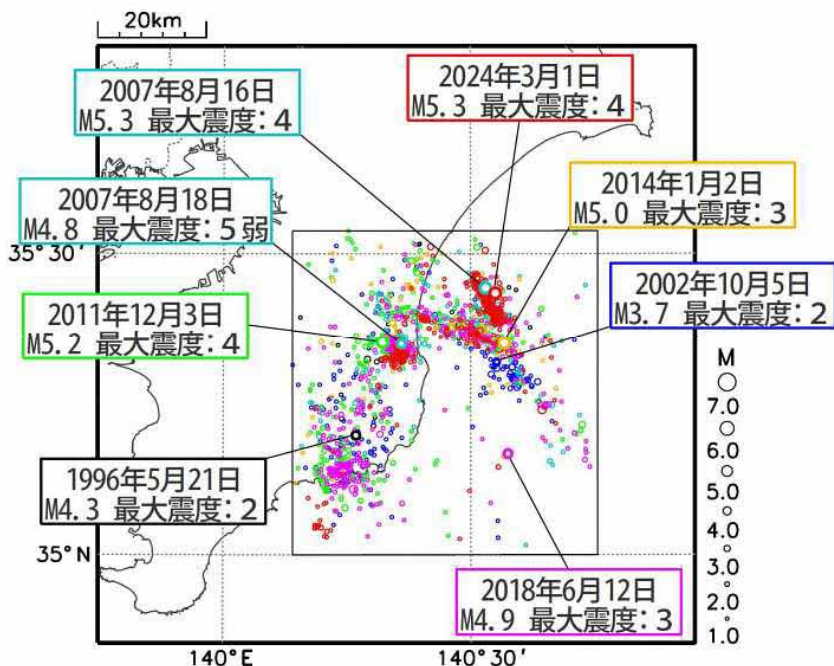 20km
2007年8月16日
M5.3 最大震度:4
2024年3月1日
M5.3 最大震度:4
2007年8月18日
M4.8 最大震度:5弱
2014年1月2日
M5.0 最大震度:3
35°30'
2002年10月5日
M3.7 最大震度:2
2011年12月3日
M5.2 最大震度:4
M
7.0
6.0
5.0
4.0
3.0
2.0
1.0
1996年5月21日
M4.3 最大震度:2
35°N
2018年6月12日
M4.9 最大震度:3
140°E
140°30'